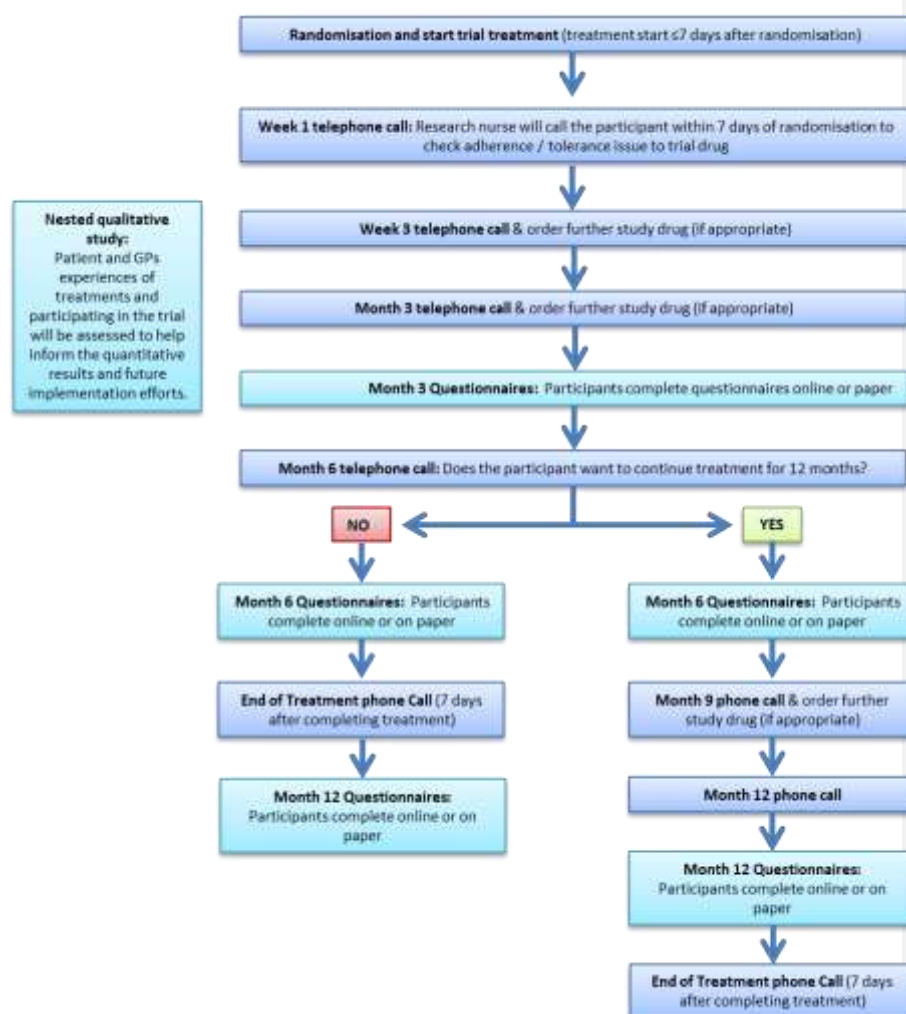 Randomisation and start trial treatment (treatment start ≤7 days after randomisation)
Week 1 telephone call: Research nurse will call the participant within 7 days of randomisation to
check adherence / tolerance issue to trial drug
Nested qualitative
study:
Patient and GPs
experiences of
treatments and
participating in the trial
will be assessed to help
inform the quantitative
results and future
implementation efforts.
Week 3 telephone call & order further study drug (if appropriate)
Month 3 telephone call & order further study drug (if appropriate)
Month 3 Questionnaires: Participants complete questionnaires online or paper
Month 6 telephone call: Does the participant want to continue treatment for 12 months?
NO
YES
Month 6 Questionnaires: Participants
complete online or on paper
End of Treatment phone Call (7 days
after completing treatment)
Month 12 Questionnaires:
Participants complete online or on
paper
Month 6 Questionnaires: Participants
complete online or on paper
Month 9 phone call & order further
study drug (if appropriate)
Month 12 phone call
Month 12 Questionnaires:
Participants complete online or on
paper
End of Treatment phone Call (7 days
after completing treatment)